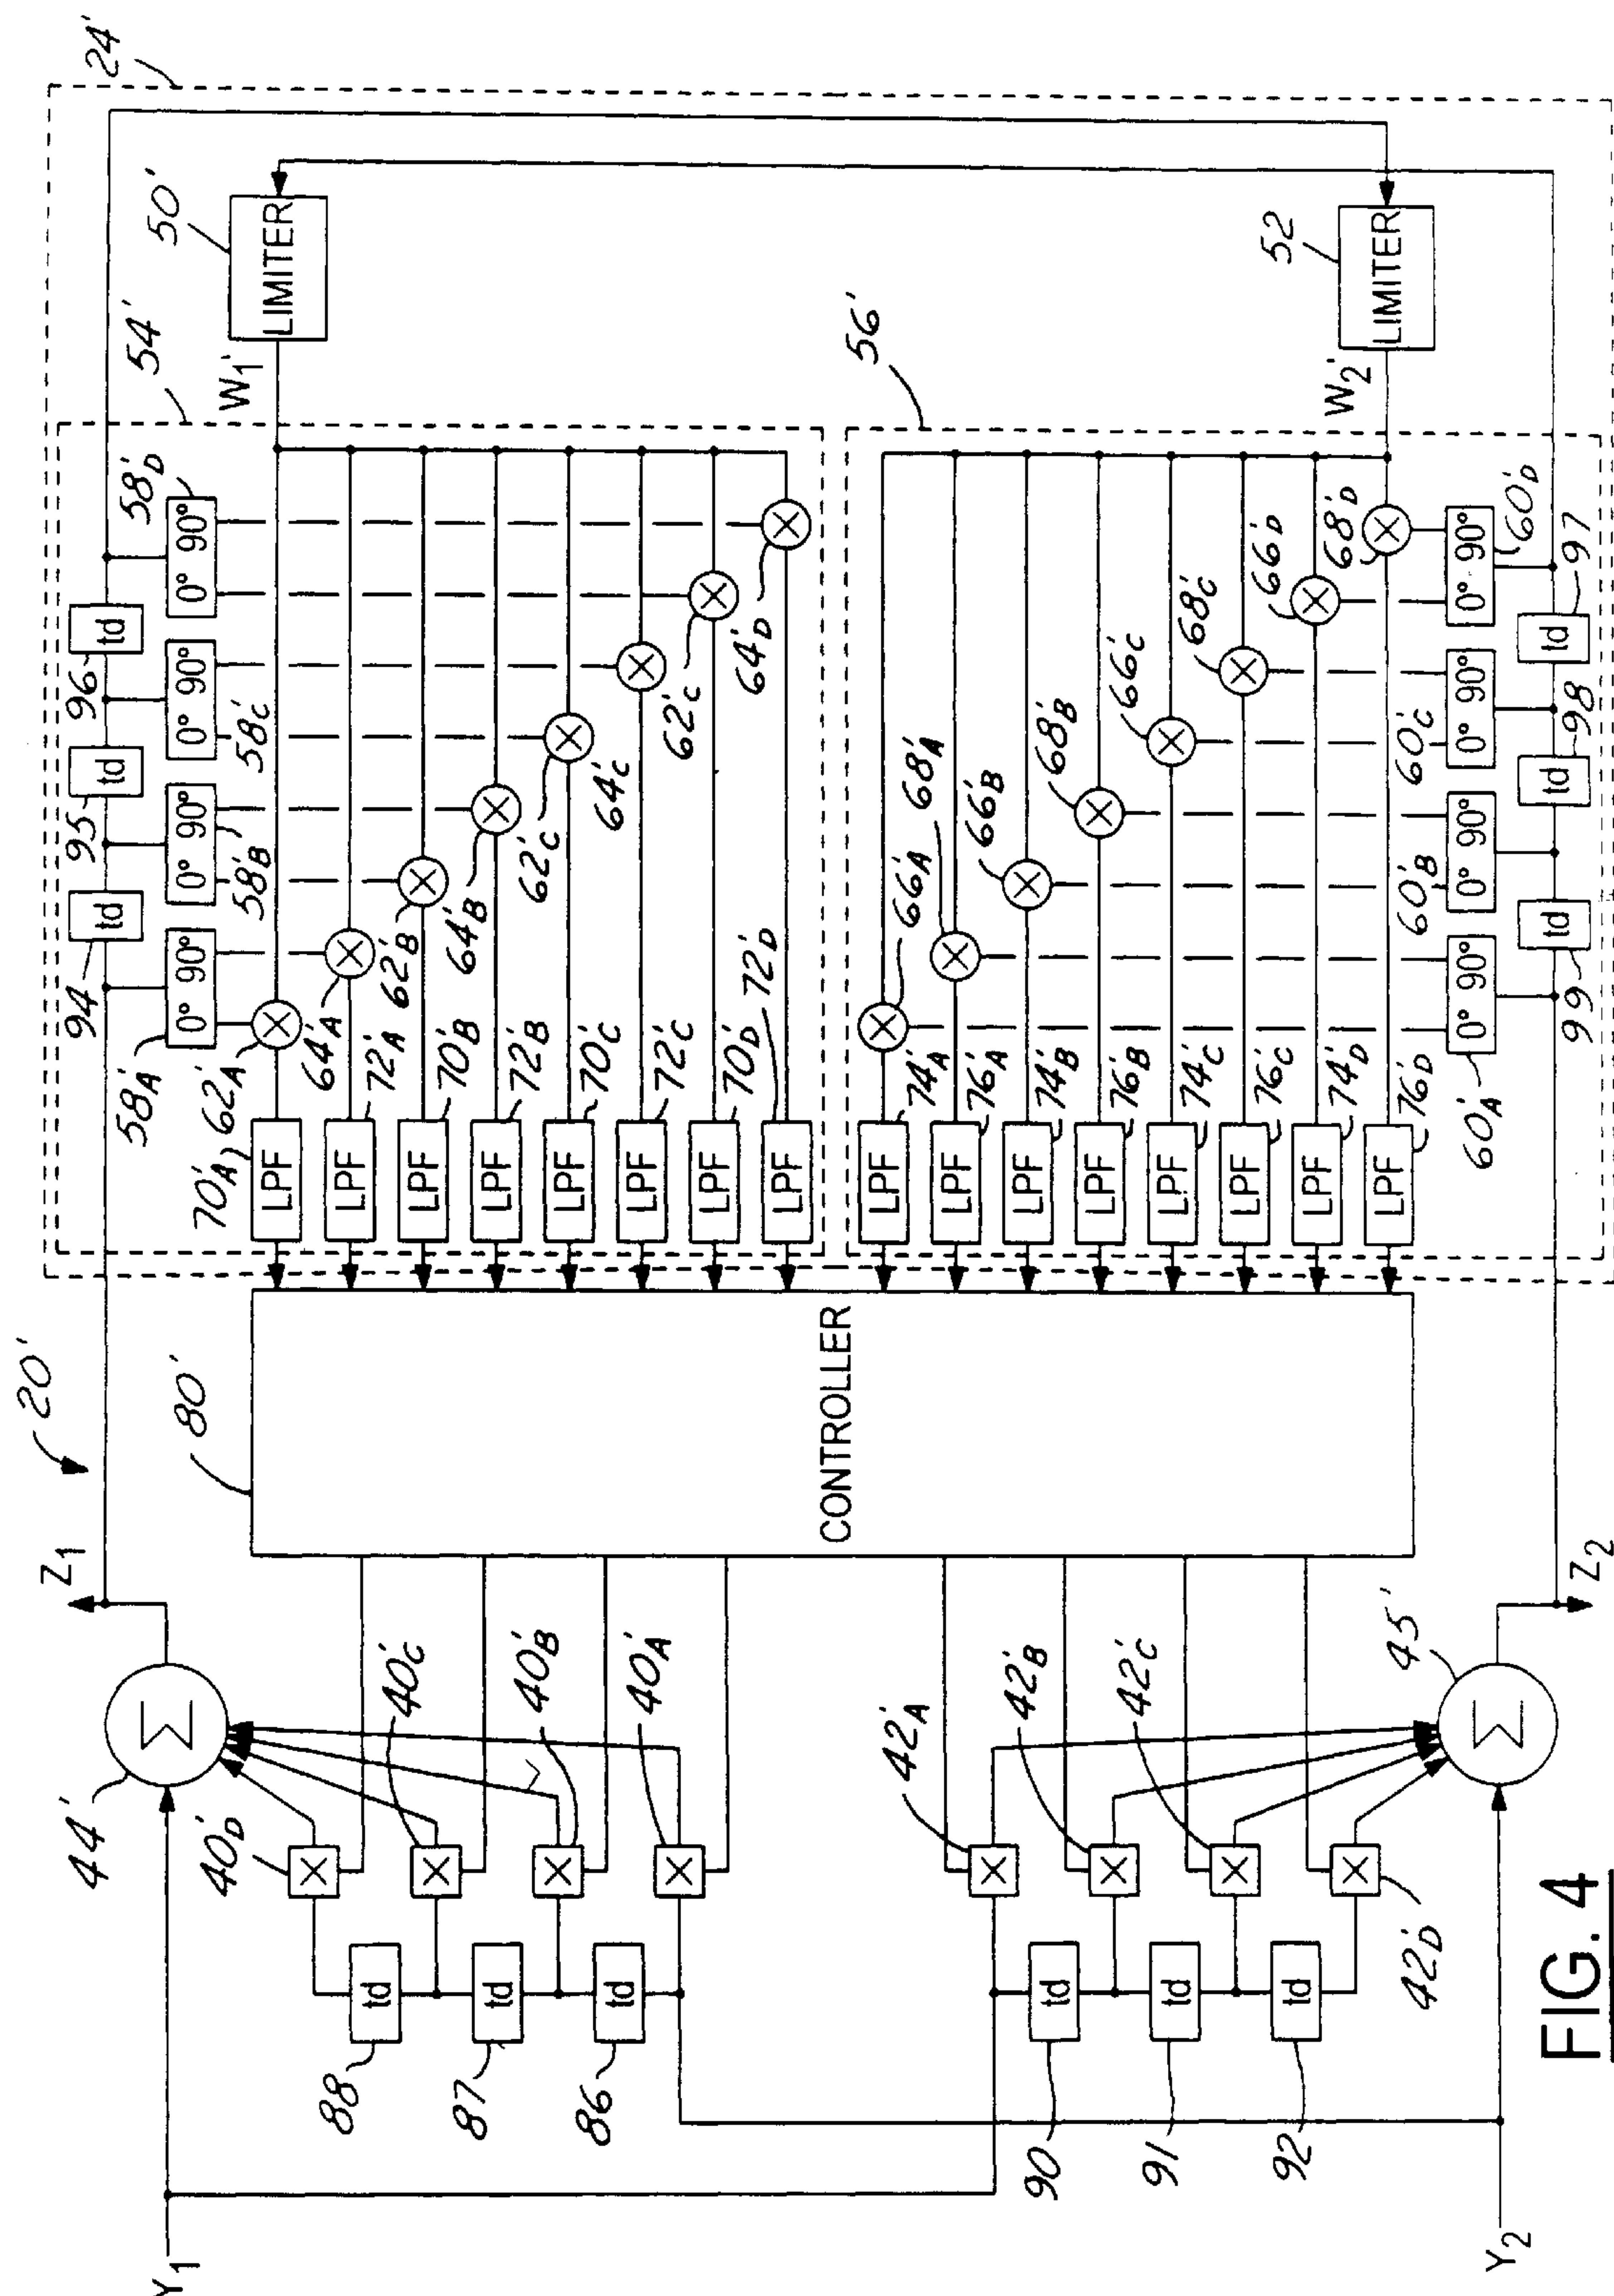 20'
24'
Z₁
44'
40'D
40'C
40'B
40'A
88
td
87
td
86
td
Y₁
80'
CONTROLLER
94
td
95
td
96
td
58'A
0° 90°
58'B
0° 90°
58'C
0° 90°
58'D
0° 90°
54'
W₁'
50'
LIMITER
70'A
62'A
64'A
72'A
62'B
70'B
64'B
72'B
62'C
70'C
64'C
72'C
62'C
70'D
64'D
72'D
LPF
LPF
LPF
LPF
LPF
LPF
LPF
LPF
Σ
56'
66'A
68'A
66'B
68'B
66'C
68'C
66'D
68'D
LPF
LPF
LPF
LPF
LPF
LPF
LPF
LPF
74'A
76'A
74'B
76'B
74'C
76'C
74'D
76'D
W₂'
52
LIMITER
60'A
0° 90°
60'B
0° 90°
60'C
0° 90°
60'D
0° 90°
99
td
98
td
97
td
42'A
42'B
42'C
42'D
90
td
91
td
92
td
Y₂
Σ
45'
Z₂
FIG. 4